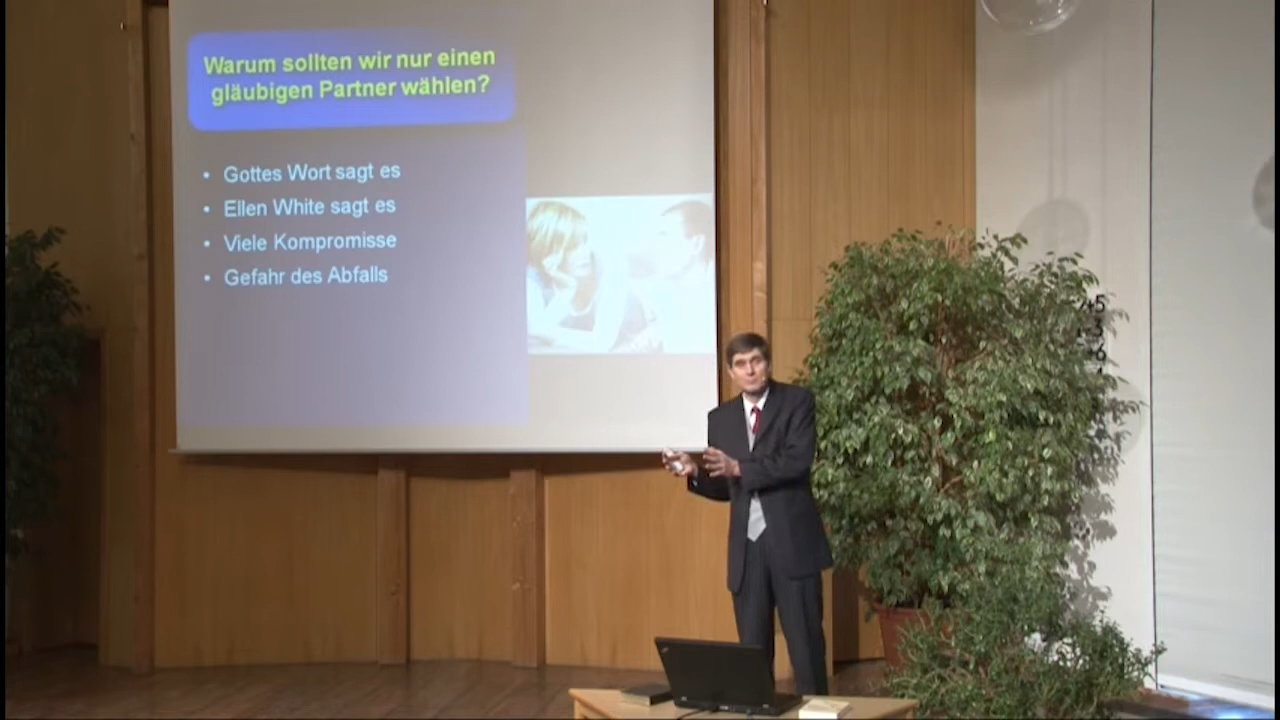 Warum sollten wir nur einen
gläubigen Partner wählen?
• Gottes Wort sagt es
• Ellen White sagt es
• Viele Kompromisse
• Gefahr des Abfalls